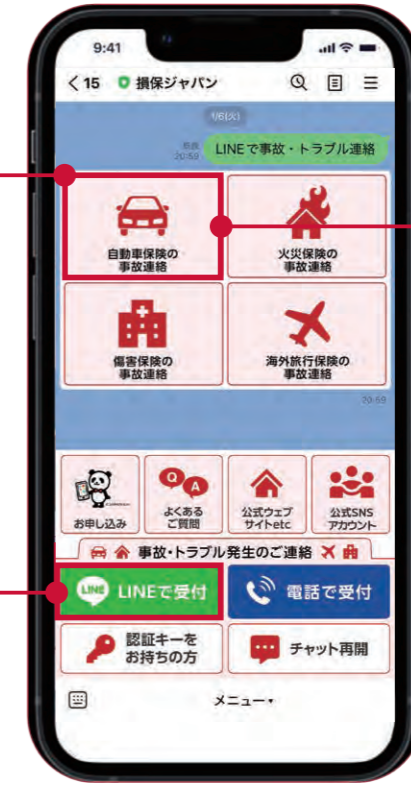 9:41
15 損保ジャパン
1/6(火)
既読
20:59
LINEで事故・トラブル連絡
自動車保険の
事故連絡
火災保険の
事故連絡
傷害保険の
事故連絡
海外旅行保険の
事故連絡
20:59
お申し込み
Q A
よくある
ご質問
公式ウェブ
サイトetc
公式SNS
アカウント
事故・トラブル発生のご連絡
LINE LINEで受付
電話で受付
認証キーを
お持ちの方
チャット再開
メニュー▾